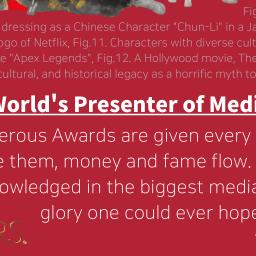 Fig
dressing as a Chinese Character "Chun-Li" in a Ja
ogo of Netflix, Fig.11. Characters with diverse cult
e "Apex Legends", Fig.12. A Hollywood movie, The
cultural, and historical legacy as a horrific myth to
World's Presenter of Medi
erous Awards are given every
e them, money and fame flow.
owledged in the biggest media
glory one could ever hope
RS.